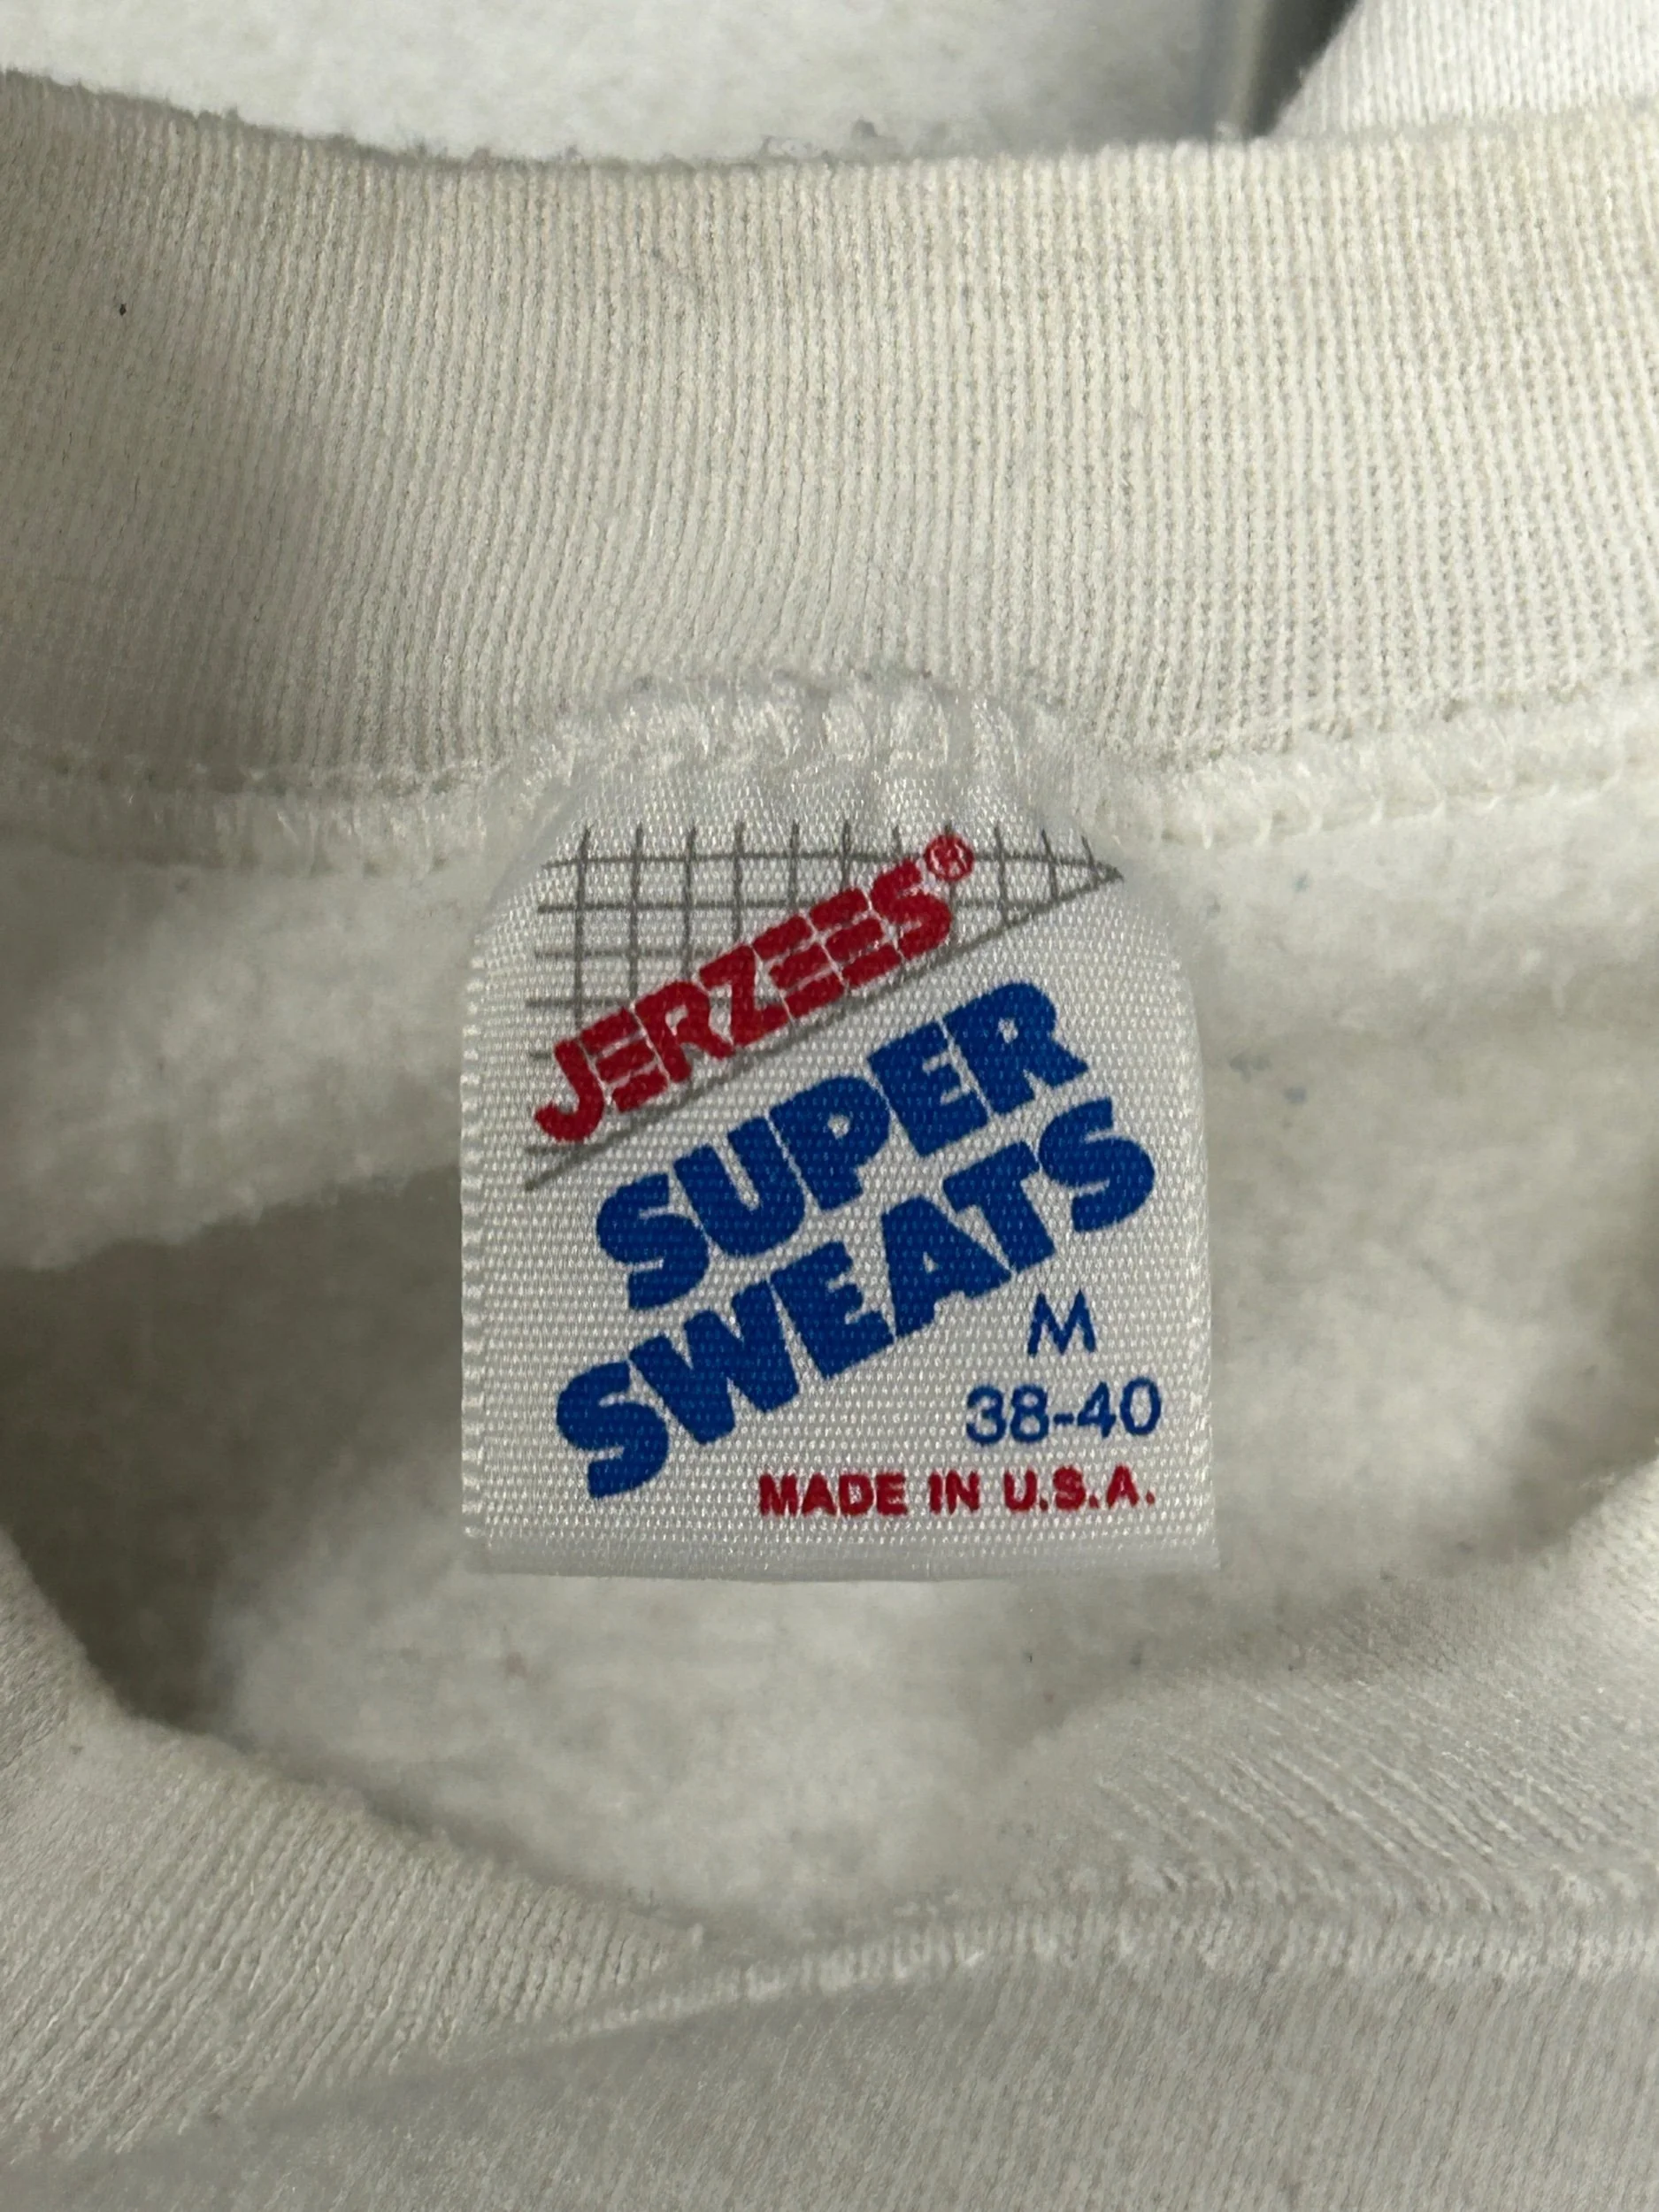 JERZEES®
SUPER
SWEATS
M
38-40
MADE IN U.S.A.